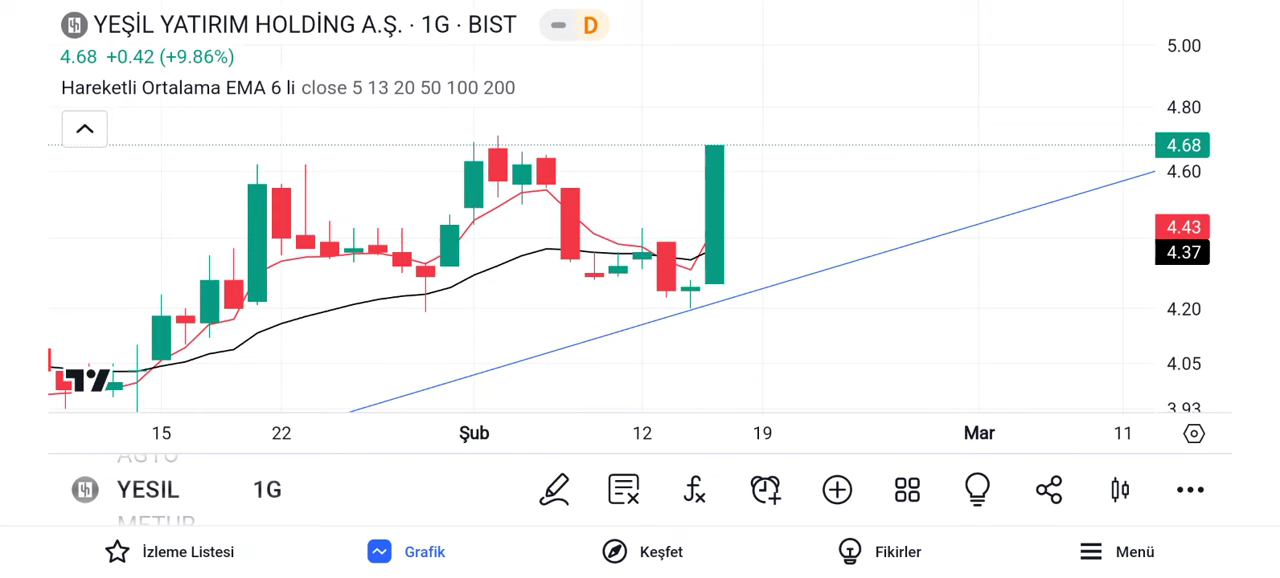 YEŞİL YATIRIM HOLDİNG A.Ş. · 1G · BIST D
4.68 +0.42 (+9.86%)
Hareketli Ortalama EMA 6 li close 5 13 20 50 100 200
5.00
4.80
4.68
4.60
4.43
4.37
4.20
4.05
3.93
15 22 Şub 12 19 Mar 11
YESIL 1G
İzleme Listesi Grafik Keşfet Fikirler Menü